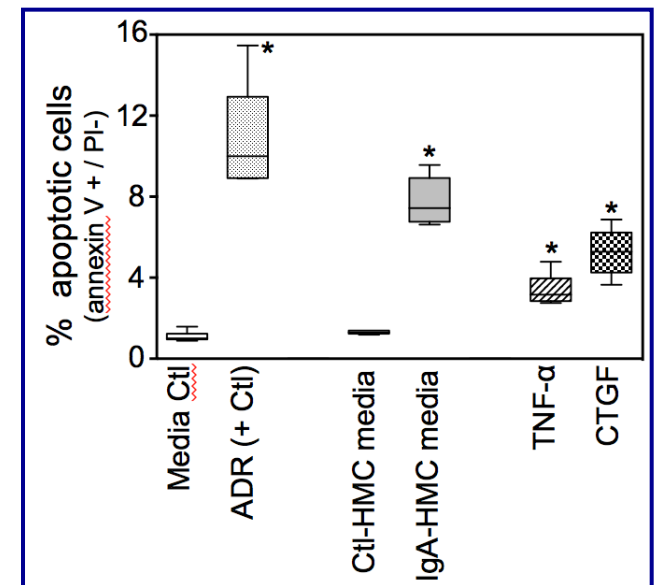 % apoptotic cells
(annexin V + / PI-)
16
12
8
4
0
*
*
*
*
Media Ctl
ADR (+ Ctl)
Ctl-HMC media
IgA-HMC media
TNF-α
CTGF